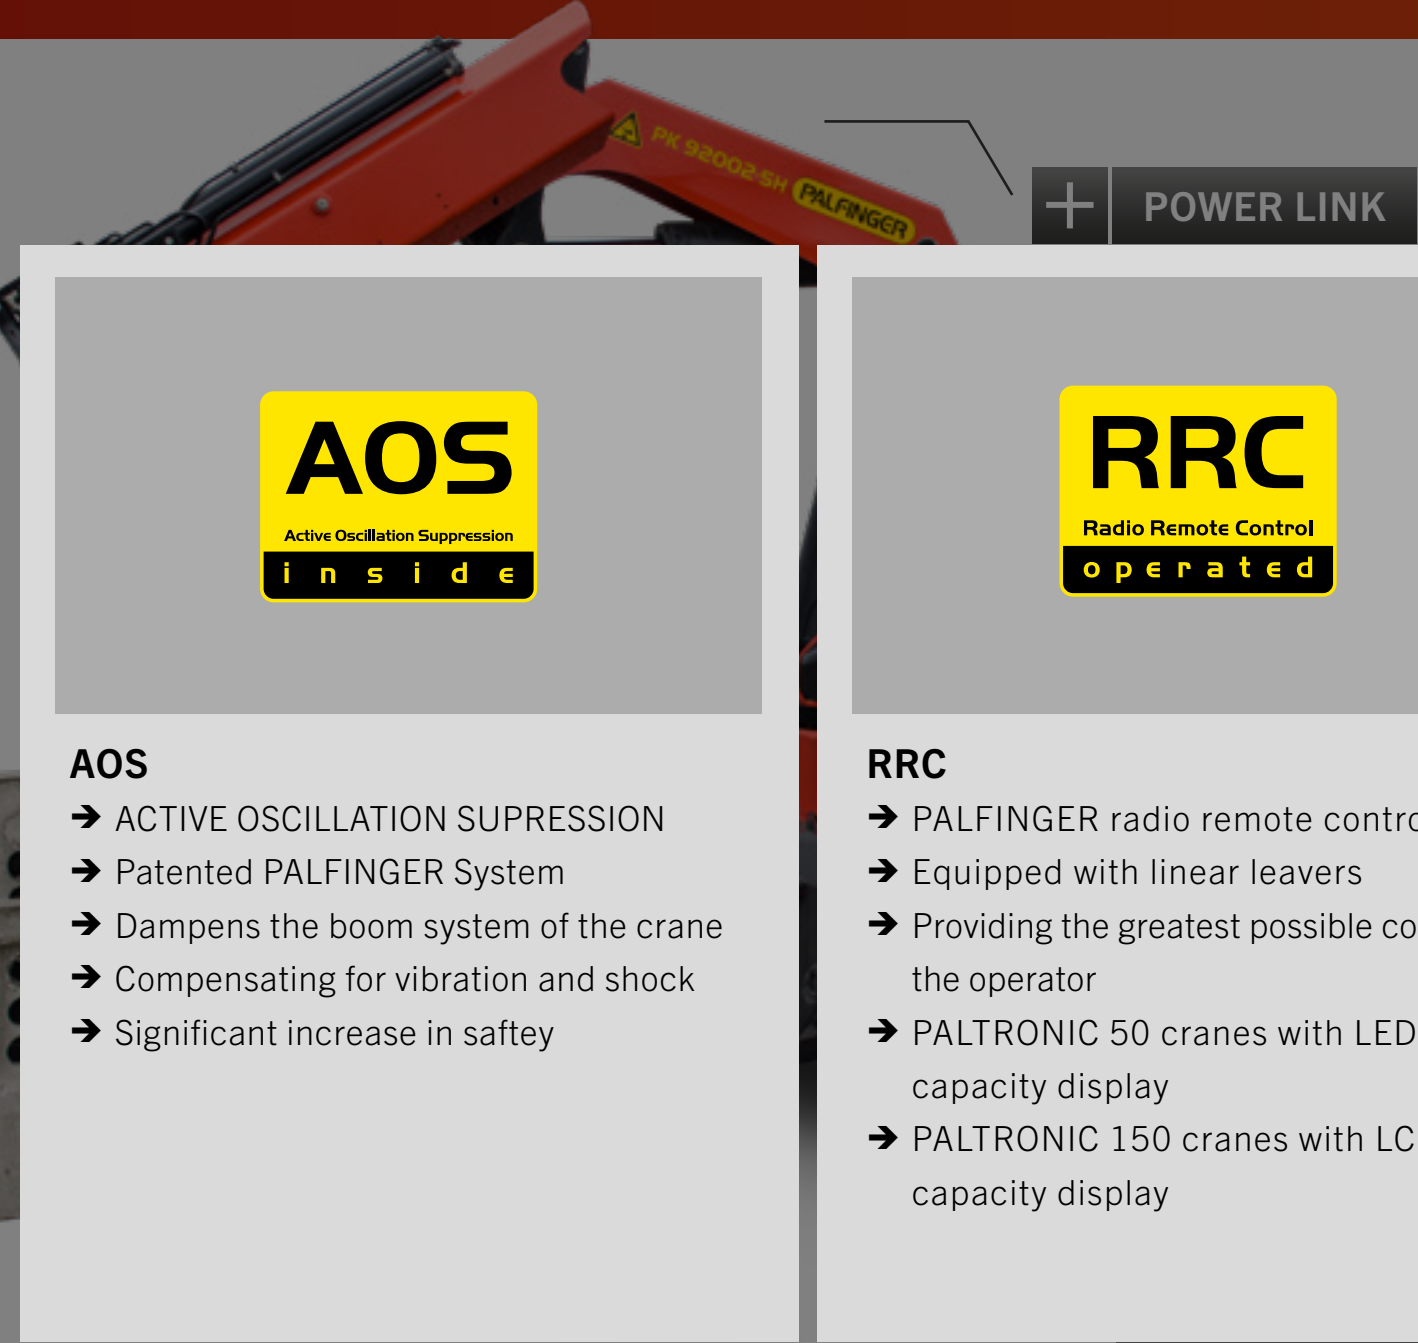 PK 92002 SH PALFINGER
POWER LINK
AOS
Active Oscillation Suppression
inside
AOS
ACTIVE OSCILLATION SUPRESSION
Patented PALFINGER System
Dampens the boom system of the crane
Compensating for vibration and shock
Significant increase in saftey
RRC
Radio Remote Control
operated
RRC
PALFINGER radio remote contro
Equipped with linear leavers
Providing the greatest possible co
the operator
PALTRONIC 50 cranes with LED
capacity display
PALTRONIC 150 cranes with LC
capacity display